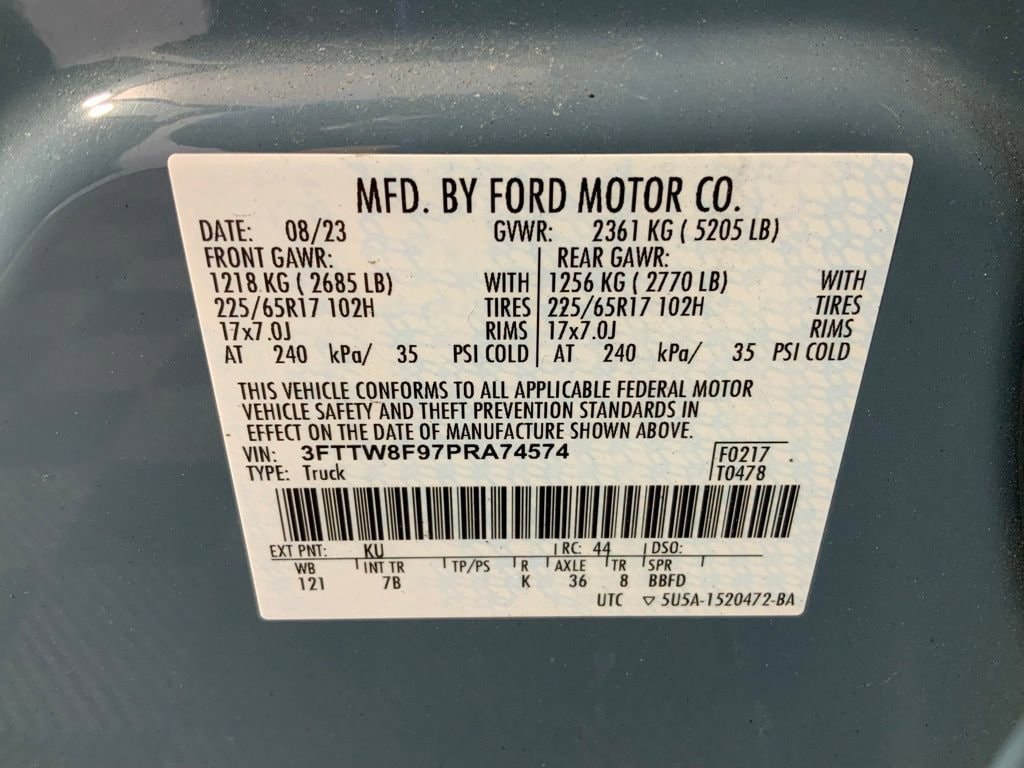 MFD. BY FORD MOTOR CO.
DATE: 08/23 GVWR: 2361 KG ( 5205 LB)
FRONT GAWR: REAR GAWR:
1218 KG ( 2685 LB) WITH 1256 KG ( 2770 LB) WITH
225/65R17 102H TIRES 225/65R17 102H TIRES
17x7.0J RIMS 17x7.0J RIMS
AT 240 kPa/ 35 PSI COLD AT 240 kPa/ 35 PSI COLD
THIS VEHICLE CONFORMS TO ALL APPLICABLE FEDERAL MOTOR
VEHICLE SAFETY AND THEFT PREVENTION STANDARDS IN
EFFECT ON THE DATE OF MANUFACTURE SHOWN ABOVE.
VIN: 3FTTW8F97PRA74574 F0217
TYPE: Truck T0478
EXT PNT: KU RC: 44 DSO:
WB INT TR TP/PS R AXLE TR SPR
121 7B K 36 8 BBFD
UTC ▽ 5U5A-1520472-BA